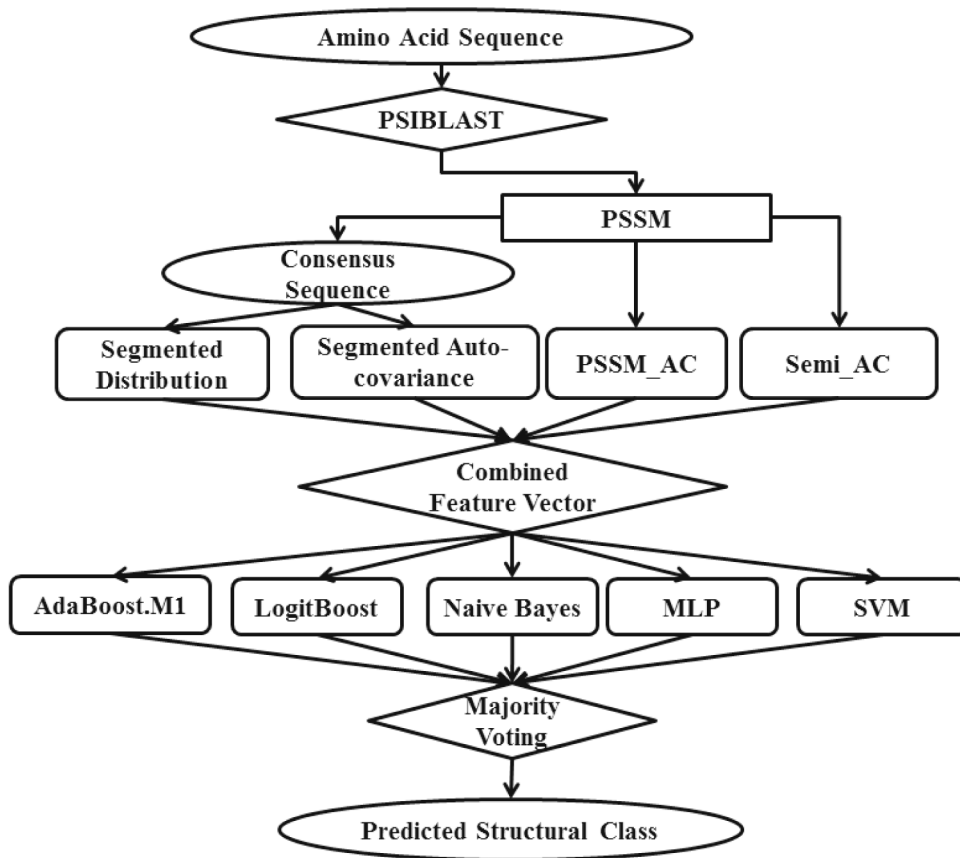 Amino Acid Sequence
PSIBLAST
PSSM
Consensus
Sequence
Segmented
Distribution
Segmented Auto-
covariance
PSSM_AC
Semi_AC
Combined
Feature Vector
AdaBoost.M1
LogitBoost
Naive Bayes
MLP
SVM
Majority
Voting
Predicted Structural Class